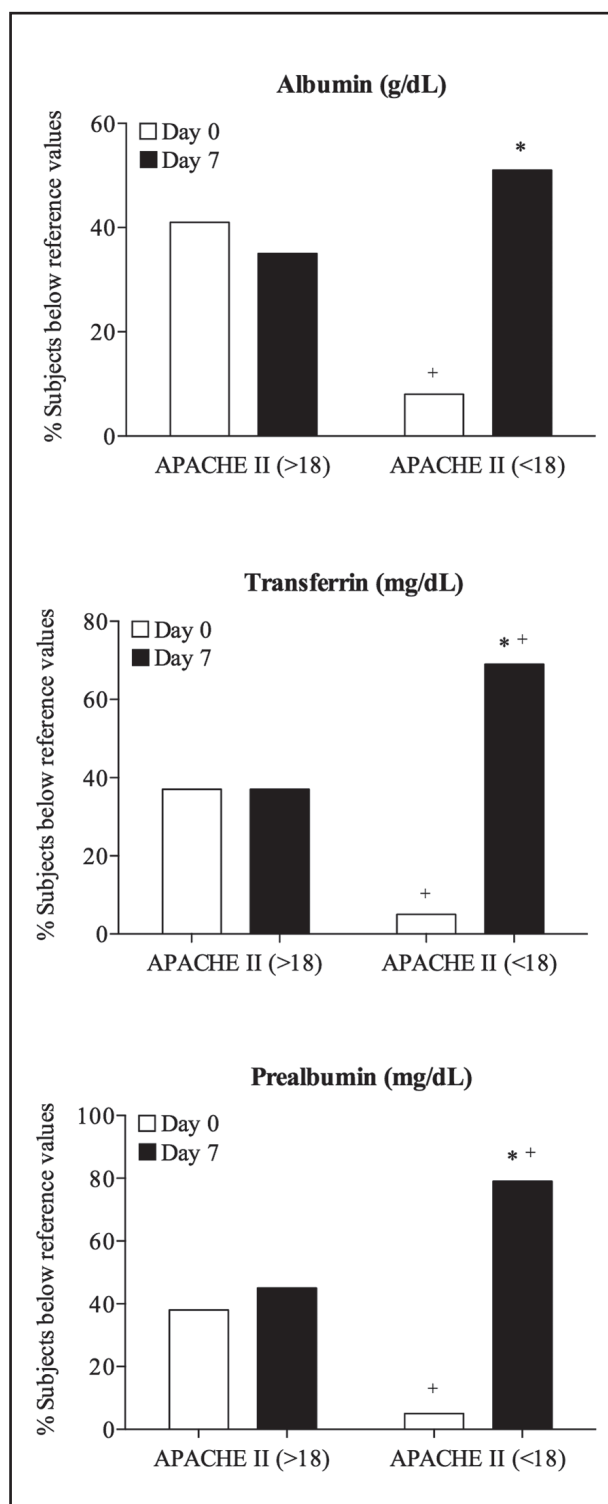 Albumin (g/dL)
% Subjects below reference values
60
40
20
0
Day 0
Day 7
+
*
APACHE II (>18)
APACHE II (<18)
Transferrin (mg/dL)
% Subjects below reference values
80
60
40
20
0
Day 0
Day 7
+
* +
APACHE II (>18)
APACHE II (<18)
Prealbumin (mg/dL)
% Subjects below reference values
100
80
60
40
20
0
Day 0
Day 7
+
* +
APACHE II (>18)
APACHE II (<18)